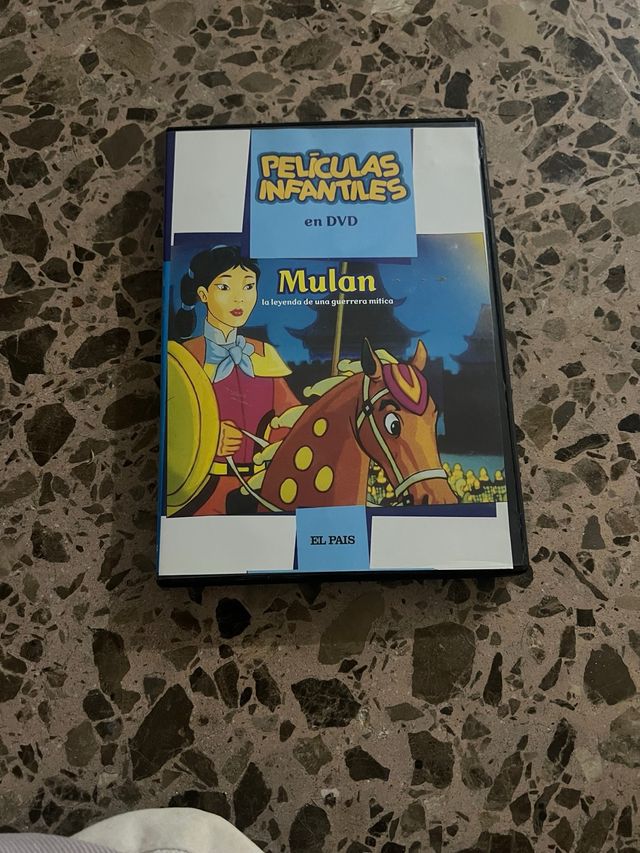 PELÍCULAS
INFANTILES
en DVD
Mulan
la leyenda de una guerrera mítica
EL PAIS